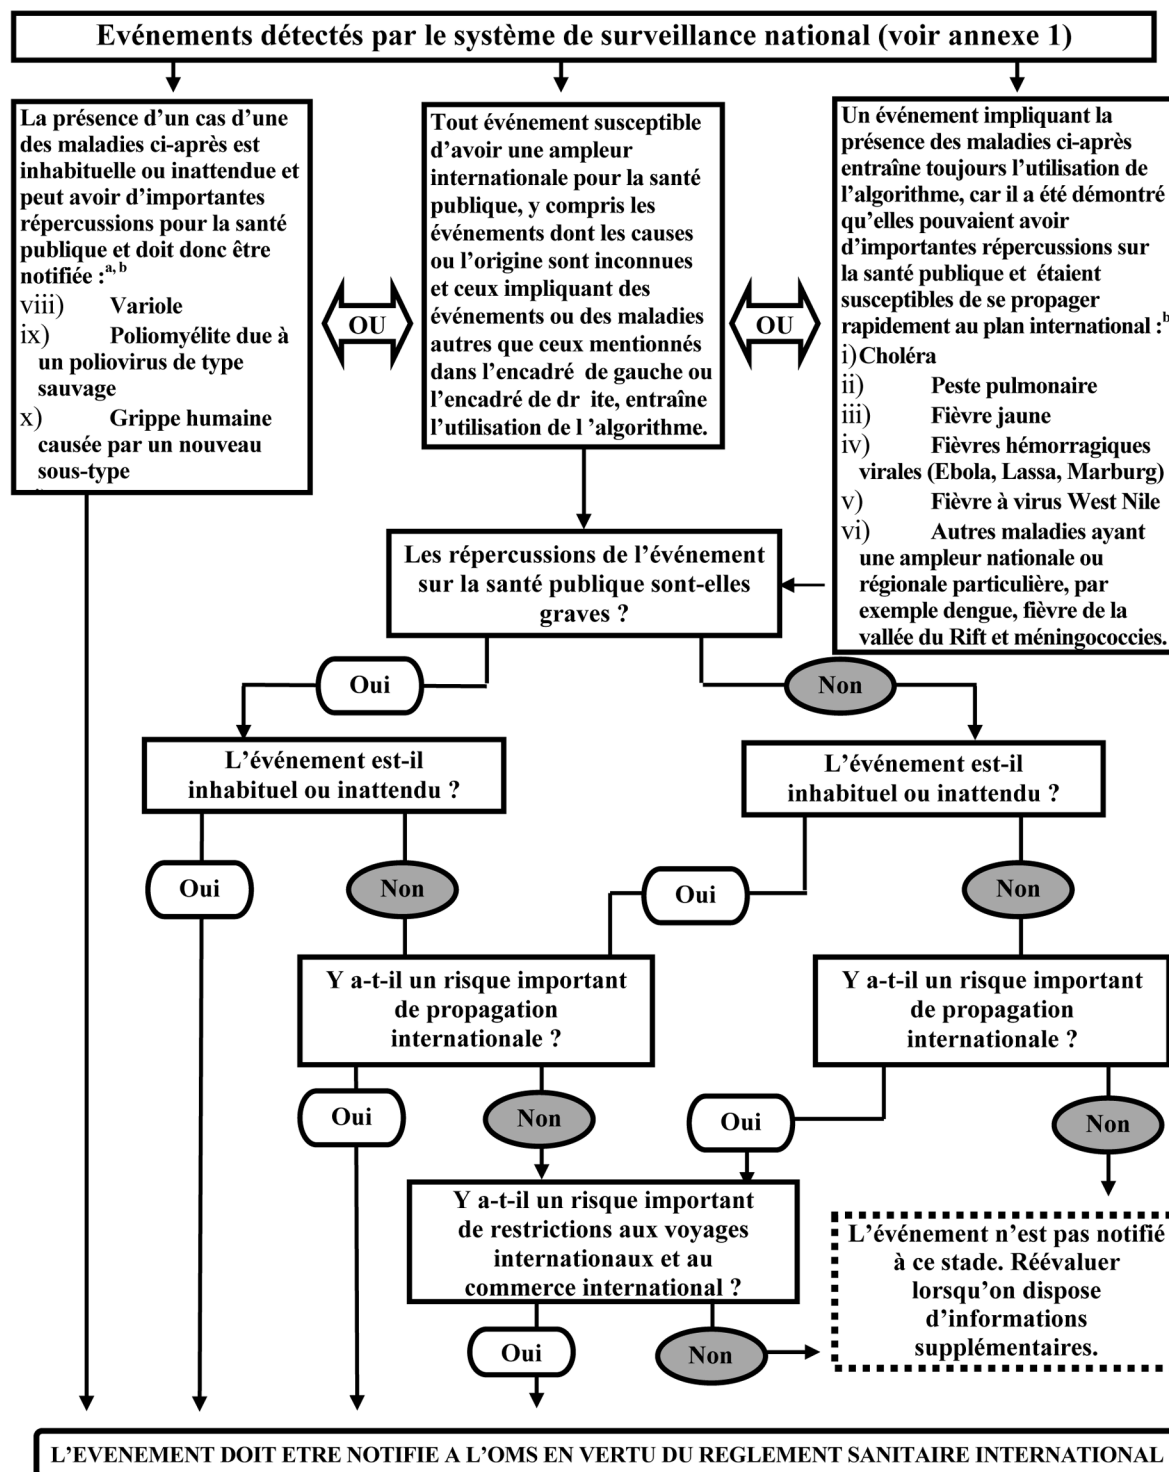 Evénements détectés par le système de surveillance national (voir annexe 1)
La présence d'un cas d'une
des maladies ci-après est
inhabituelle ou inattendue et
peut avoir d'importantes
répercussions pour la santé
publique et doit donc être
notifiée :a, b
viii) Variole
ix) Poliomyélite due à
un poliovirus de type
sauvage
x) Grippe humaine
causée par un nouveau
sous-type
OU
Tout événement susceptible
d'avoir une ampleur
internationale pour la santé
publique, y compris les
événements dont les causes
ou l'origine sont inconnues
et ceux impliquant des
événements ou des maladies
autres que ceux mentionnés
dans l'encadré de gauche ou
l'encadré de dr ite, entraîne
l'utilisation de l 'algorithme.
OU
Un événement impliquant la
présence des maladies ci-après
entraîne toujours l'utilisation de
l'algorithme, car il a été démontré
qu'elles pouvaient avoir
d'importantes répercussions sur
la santé publique et étaient
susceptibles de se propager
rapidement au plan international :b
i) Choléra
ii) Peste pulmonaire
iii) Fièvre jaune
iv) Fièvres hémorragiques
virales (Ebola, Lassa, Marburg)
v) Fièvre à virus West Nile
vi) Autres maladies ayant
une ampleur nationale ou
régionale particulière, par
exemple dengue, fièvre de la
vallée du Rift et méningococcies.
Les répercussions de l'événement
sur la santé publique sont-elles
graves ?
Oui
Non
L'événement est-il
inhabituel ou inattendu ?
L'événement est-il
inhabituel ou inattendu ?
Oui
Non
Oui
Non
Y a-t-il un risque important
de propagation
internationale ?
Y a-t-il un risque important
de propagation
internationale ?
Oui
Non
Oui
Non
Y a-t-il un risque important
de restrictions aux voyages
internationaux et au
commerce international ?
L'événement n'est pas notifié
à ce stade. Réévaluer
lorsqu'on dispose
d'informations
supplémentaires.
Oui
Non
L'EVENEMENT DOIT ETRE NOTIFIE A L'OMS EN VERTU DU REGLEMENT SANITAIRE INTERNATIONAL